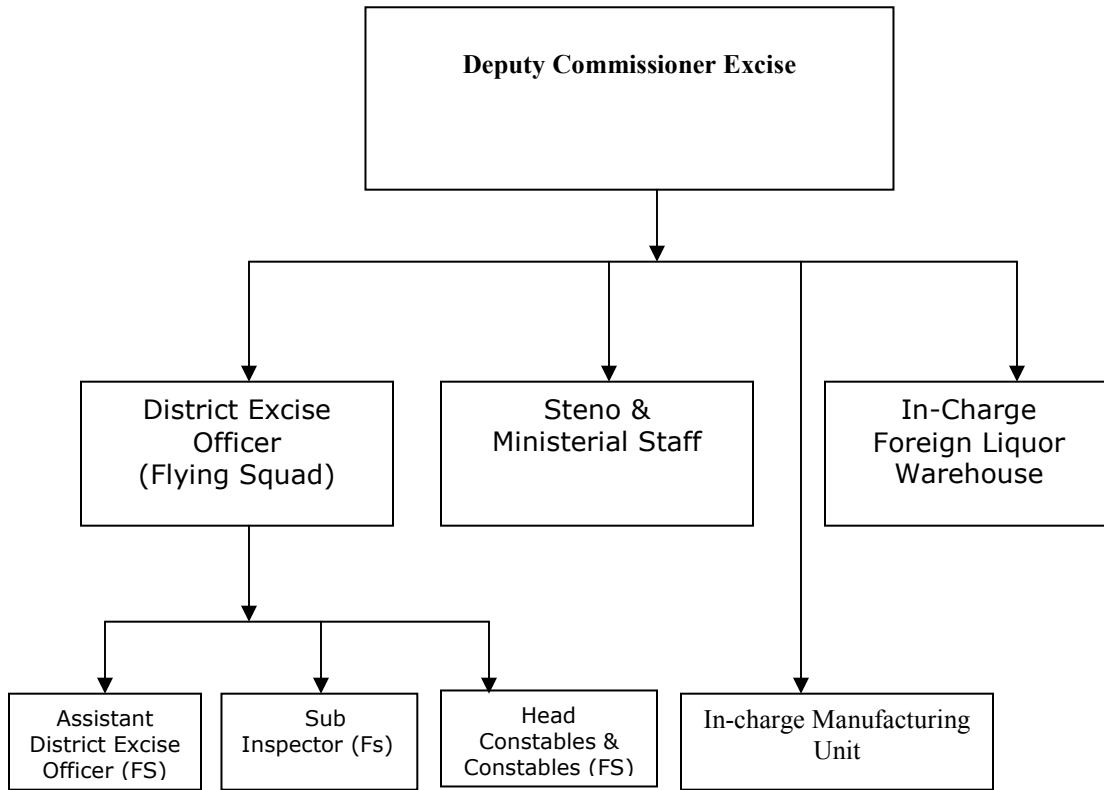 Deputy Commissioner Excise
District Excise
Officer
(Flying Squad)
Steno &
Ministerial Staff
In-Charge
Foreign Liquor
Warehouse
Assistant
District Excise
Officer (FS)
Sub
Inspector (Fs)
Head
Constables &
Constables (FS)
In-charge Manufacturing
Unit